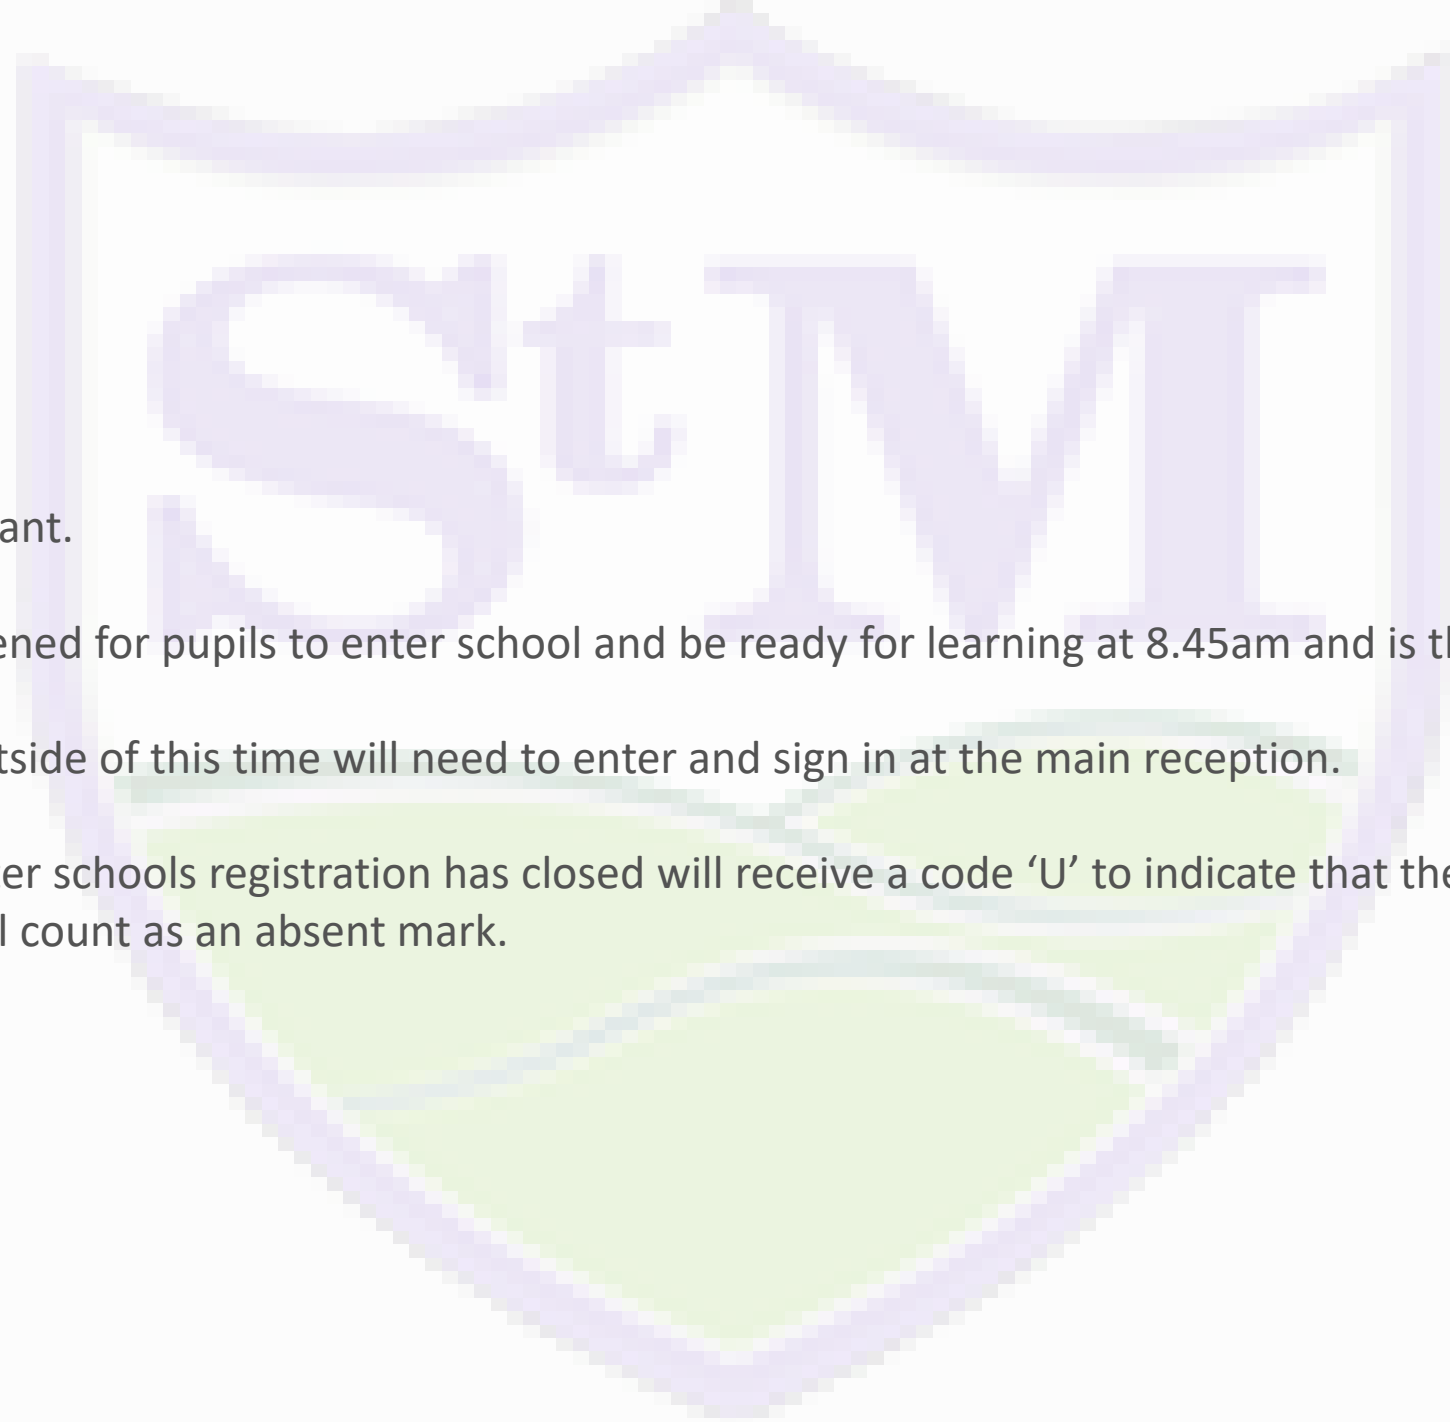 StM
ant.
ened for pupils to enter school and be ready for learning at 8.45am and is th
tside of this time will need to enter and sign in at the main reception.
ter schools registration has closed will receive a code ‘U’ to indicate that the
l count as an absent mark.